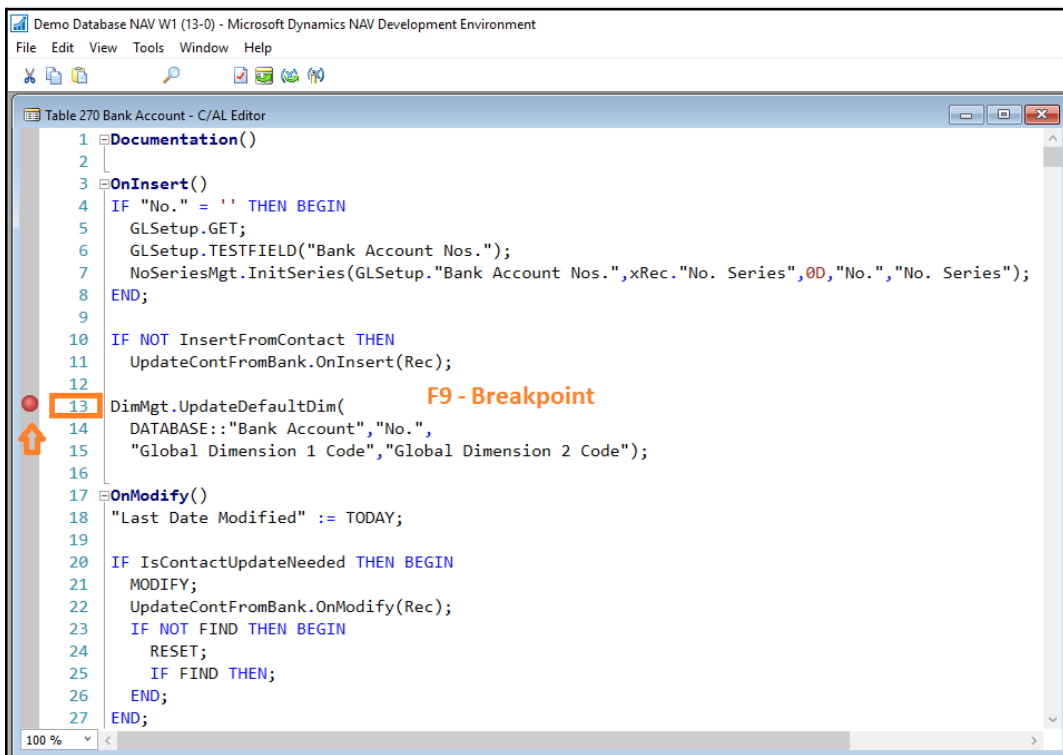 Demo Database NAV W1 (13-0) - Microsoft Dynamics NAV Development Environment
File Edit View Tools Window Help
Table 270 Bank Account - C/AL Editor
1 Documentation()
2
3 OnInsert()
4 IF "No." = '' THEN BEGIN
5 GLSetup.GET;
6 GLSetup.TESTFIELD("Bank Account Nos.");
7 NoSeriesMgt.InitSeries(GLSetup."Bank Account Nos.",xRec."No. Series",0D,"No.","No. Series");
8 END;
9
10 IF NOT InsertFromContact THEN
11 UpdateContFromBank.OnInsert(Rec);
12
F9 - Breakpoint
13 DimMgt.UpdateDefaultDim(
14 DATABASE::"Bank Account","No.",
15 "Global Dimension 1 Code","Global Dimension 2 Code");
16
17 OnModify()
18 "Last Date Modified" := TODAY;
19
20 IF IsContactUpdateNeeded THEN BEGIN
21 MODIFY;
22 UpdateContFromBank.OnModify(Rec);
23 IF NOT FIND THEN BEGIN
24 RESET;
25 IF FIND THEN;
26 END;
27 END;
100 %